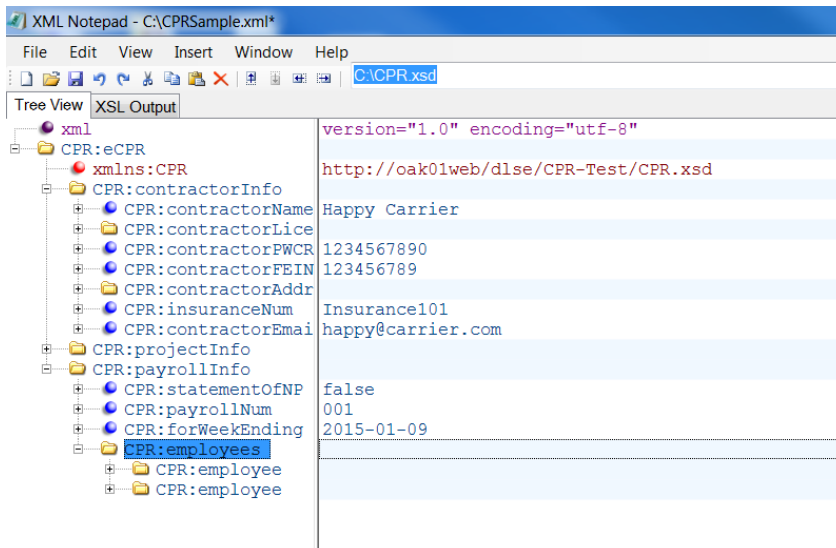 XML Notepad - C:\CPRSample.xml*
File Edit View Insert Window Help
C:\CPR.xsd
Tree View XSL Output
xml version="1.0" encoding="utf-8"
CPR:eCPR
xmlns:CPR http://oak01web/dlse/CPR-Test/CPR.xsd
CPR:contractorInfo
CPR:contractorName Happy Carrier
CPR:contractorLice
CPR:contractorPWCR 1234567890
CPR:contractorFEIN 123456789
CPR:contractorAddr
CPR:insuranceNum Insurance101
CPR:contractorEmai happy@carrier.com
CPR:projectInfo
CPR:payrollInfo
CPR:statementOfNP false
CPR:payrollNum 001
CPR:forWeekEnding 2015-01-09
CPR:employees
CPR:employee
CPR:employee